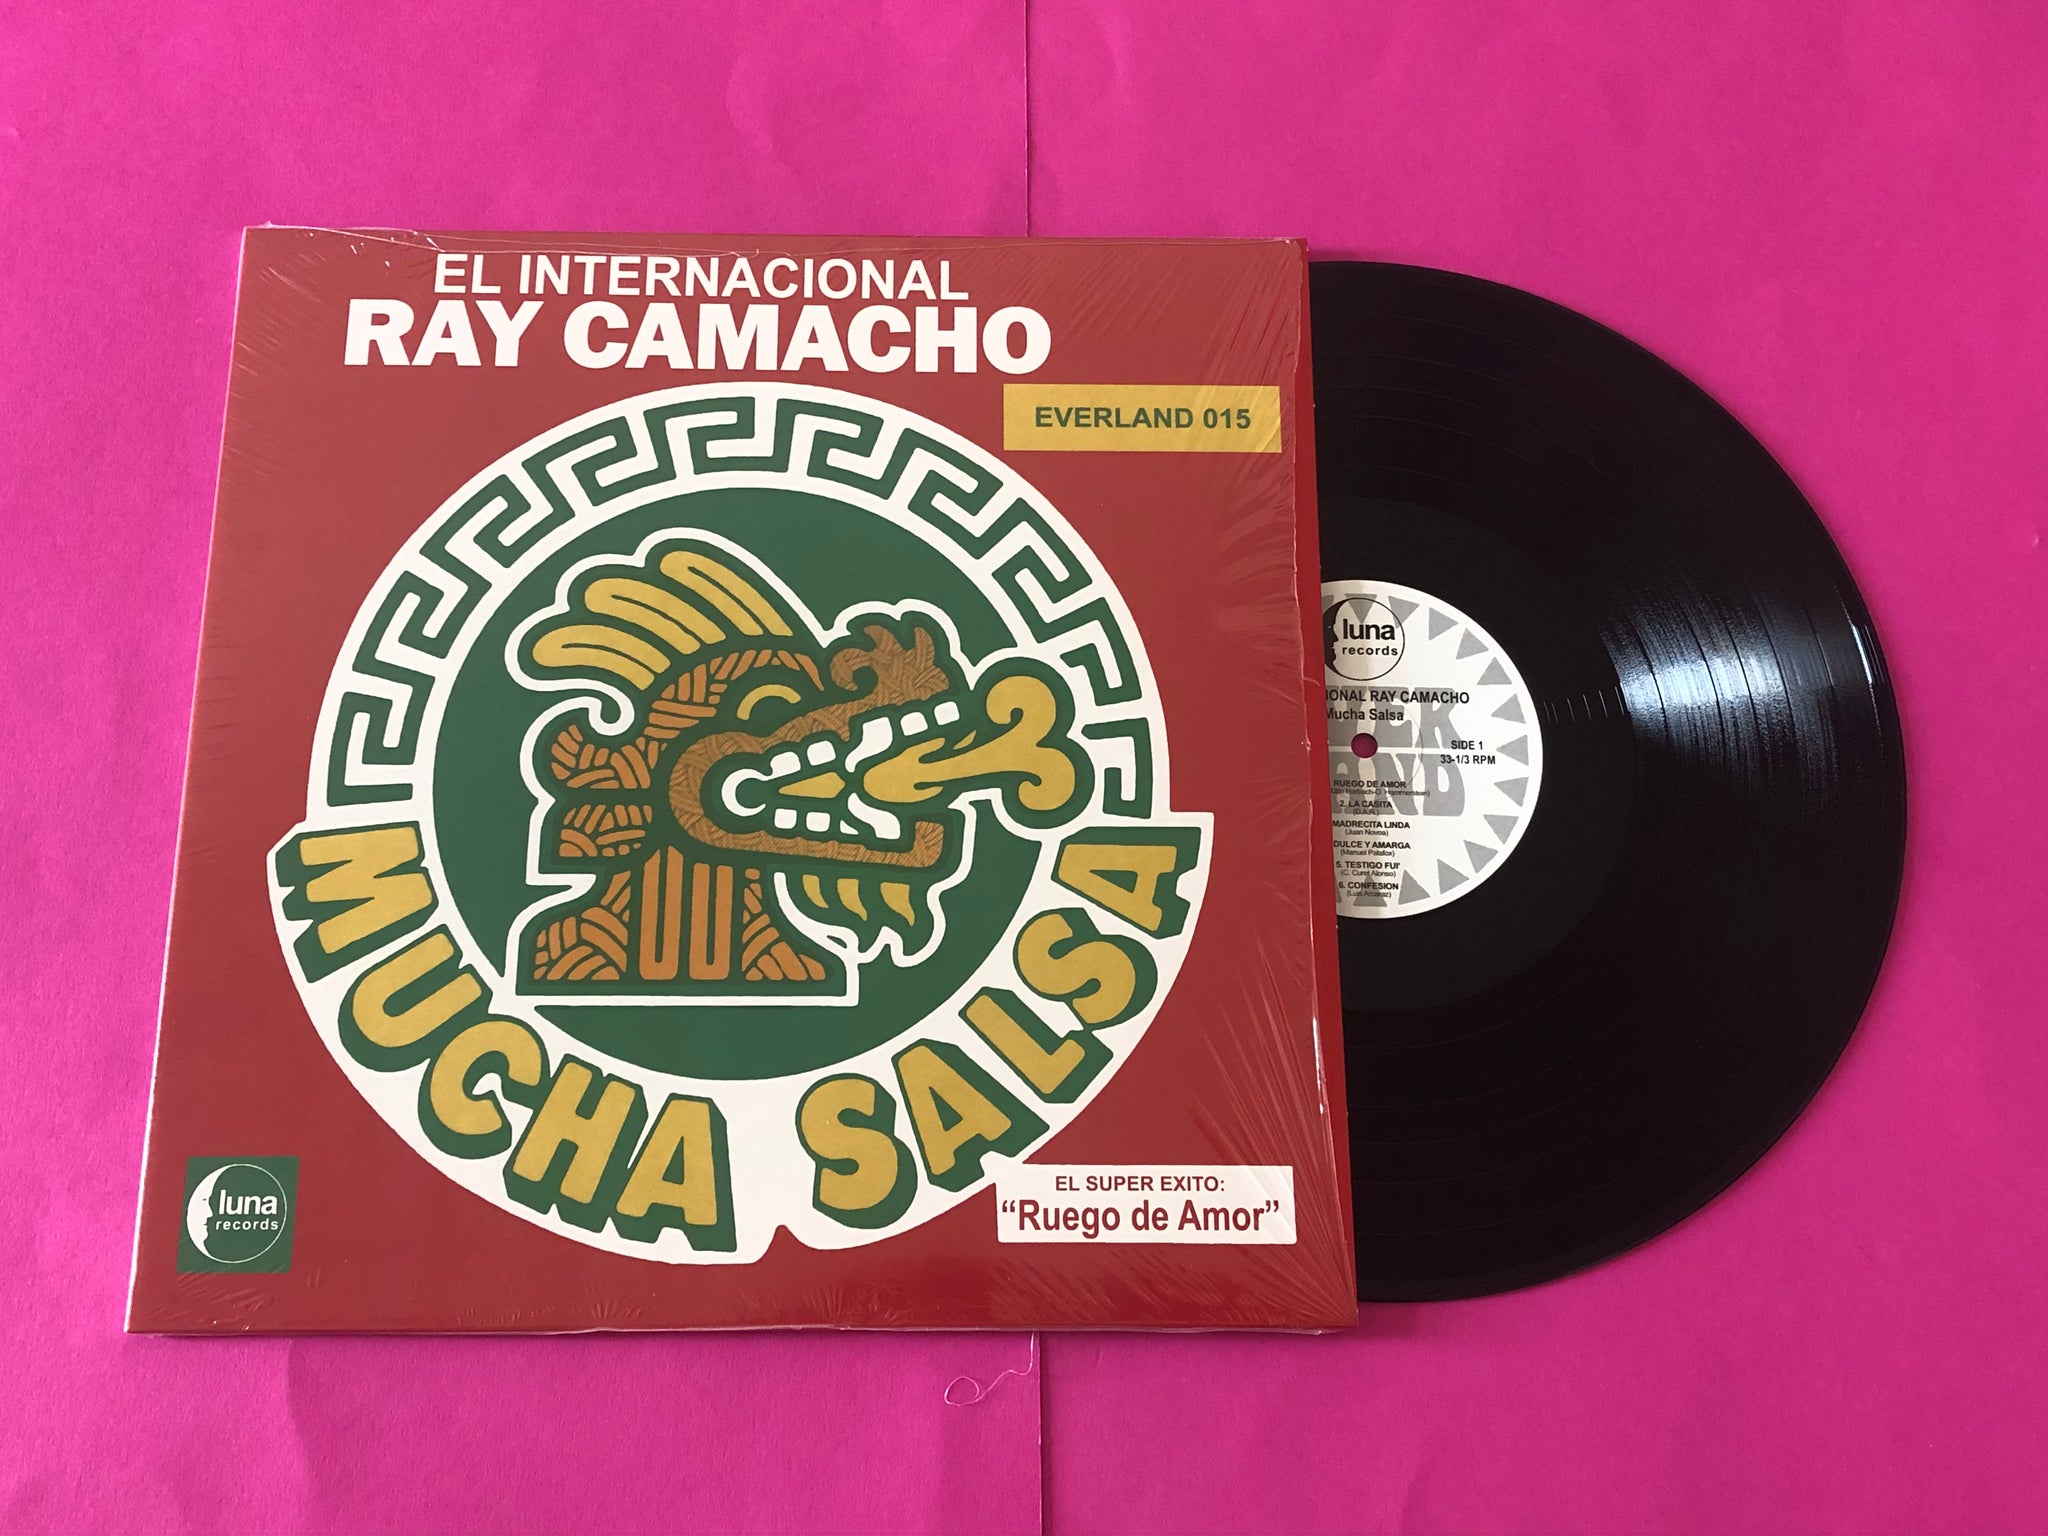 EL INTERNACIONAL
RAY CAMACHO
EVERLAND 015
MUCHA SALSA
luna
records
EL SUPER EXITO:
“Ruego de Amor”
luna
records
RAY CAMACHO
Mucha Salsa
SIDE 1
33-1/3 RPM
RUEGO DE AMOR
2. LA CASITA
(D.A.R.)
MADRECITA LINDA
(Juan Novoa)
DULCE Y AMARGA
(Manuel Palafox)
5. TESTIGO FUI'
(C. Curet Alonso)
6. CONFESION